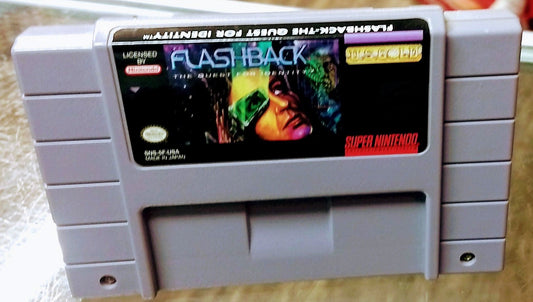 FLASHBACK-THE QUEST FOR IDENTITY™
LICENSED
BY
Nintendo
FLASHBACK
THE QUEST FOR IDENTITY
SNS-5F-USA
MADE IN JAPAN
SUPER NINTENDO